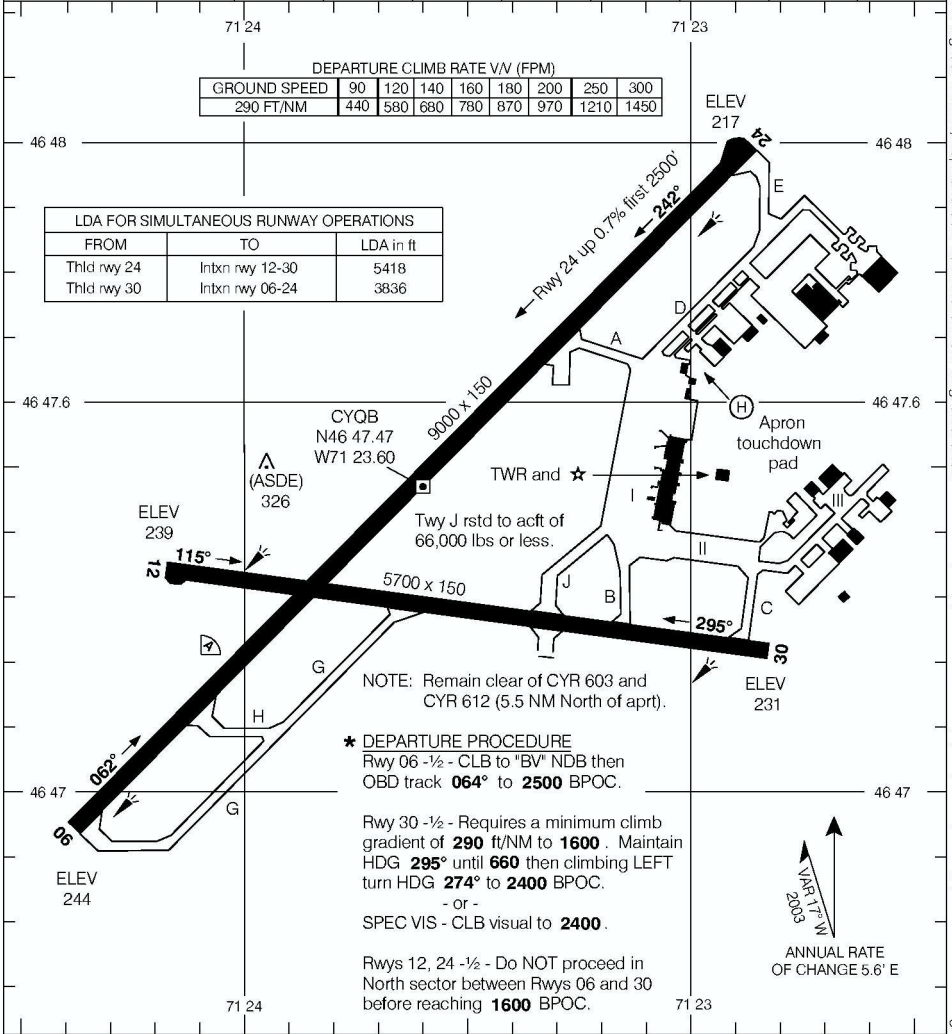 71 24
71 23
DEPARTURE CLIMB RATE V/V (FPM)
GROUND SPEED 90 120 140 160 180 200 250 300
290 FT/NM 440 580 680 780 870 970 1210 1450
ELEV
217
24
46 48
46 48
E
LDA FOR SIMULTANEOUS RUNWAY OPERATIONS
FROM TO LDA in ft
Thld rwy 24 Intxn rwy 12-30 5418
Thld rwy 30 Intxn rwy 06-24 3836
242°
Rwy 24 up 0.7% first 2500'
D
A
9000 x 150
46 47.6
46 47.6
H
Apron
touchdown
pad
CYQB
N46 47.47
W71 23.60
(ASDE)
326
TWR and
I
III
ELEV
239
Twy J rstd to acft of
66,000 lbs or less.
II
12
115°
5700 x 150
J
B
C
295°
30
ELEV
231
A
G
H
NOTE: Remain clear of CYR 603 and
CYR 612 (5.5 NM North of aprt).
062°
G
06
ELEV
244
46 47
46 47
* DEPARTURE PROCEDURE
Rwy 06 -½ - CLB to "BV" NDB then
OBD track 064° to 2500 BPOC.
Rwy 30 -½ - Requires a minimum climb
gradient of 290 ft/NM to 1600 . Maintain
HDG 295° until 660 then climbing LEFT
turn HDG 274° to 2400 BPOC.
- or -
SPEC VIS - CLB visual to 2400 .
Rwys 12, 24 -½ - Do NOT proceed in
North sector between Rwys 06 and 30
before reaching 1600 BPOC.
VAR 17° W
2003
ANNUAL RATE
OF CHANGE 5.6' E
71 24
71 23